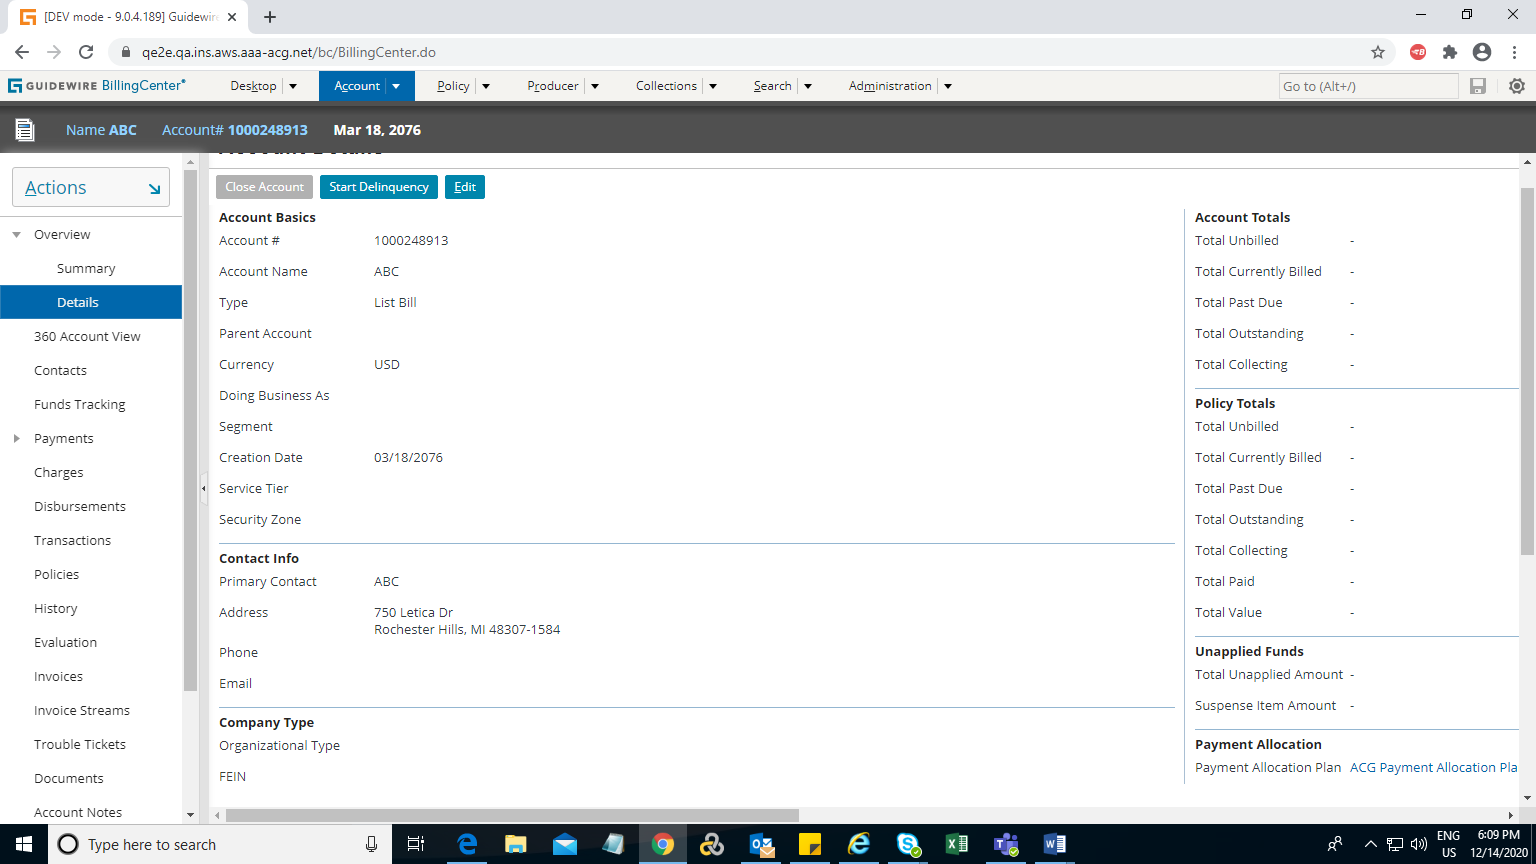 [DEV mode - 9.0.4.189] Guidewire
qe2e.qa.ins.aws.aaa-acg.net/bc/BillingCenter.do
GUIDEWIRE BillingCenter
Desktop
Account
Policy
Producer
Collections
Search
Administration
Go to (Alt+/)
Name ABC
Account# 1000248913
Mar 18, 2076
Actions
Overview
Summary
Details
360 Account View
Contacts
Funds Tracking
Payments
Charges
Disbursements
Transactions
Policies
History
Evaluation
Invoices
Invoice Streams
Trouble Tickets
Documents
Account Notes
Account Details
Close Account
Start Delinquency
Edit
Account Basics
Account # 1000248913
Account Name ABC
Type List Bill
Parent Account
Currency USD
Doing Business As
Segment
Creation Date 03/18/2076
Service Tier
Security Zone
Contact Info
Primary Contact ABC
Address 750 Letica Dr
Rochester Hills, MI 48307-1584
Phone
Email
Company Type
Organizational Type
FEIN
Account Totals
Total Unbilled -
Total Currently Billed -
Total Past Due -
Total Outstanding -
Total Collecting -
Policy Totals
Total Unbilled -
Total Currently Billed -
Total Past Due -
Total Outstanding -
Total Collecting -
Total Paid -
Total Value -
Unapplied Funds
Total Unapplied Amount -
Suspense Item Amount -
Payment Allocation
Payment Allocation Plan ACG Payment Allocation Pla
Type here to search
ENG
US
6:09 PM
12/14/2020